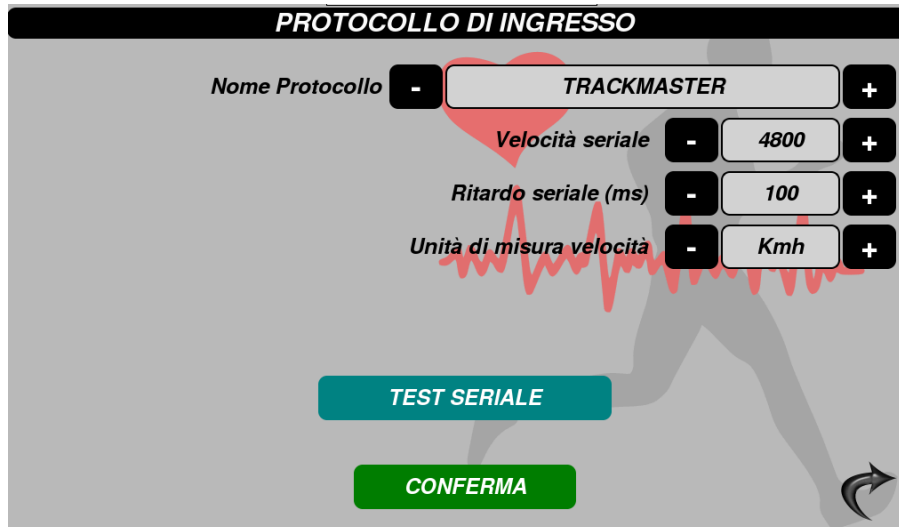 PROTOCOLLO DI INGRESSO
Nome Protocollo - TRACKMASTER +
Velocità seriale - 4800 +
Ritardo seriale (ms) - 100 +
Unità di misura velocità - Kmh +
TEST SERIALE
CONFERMA